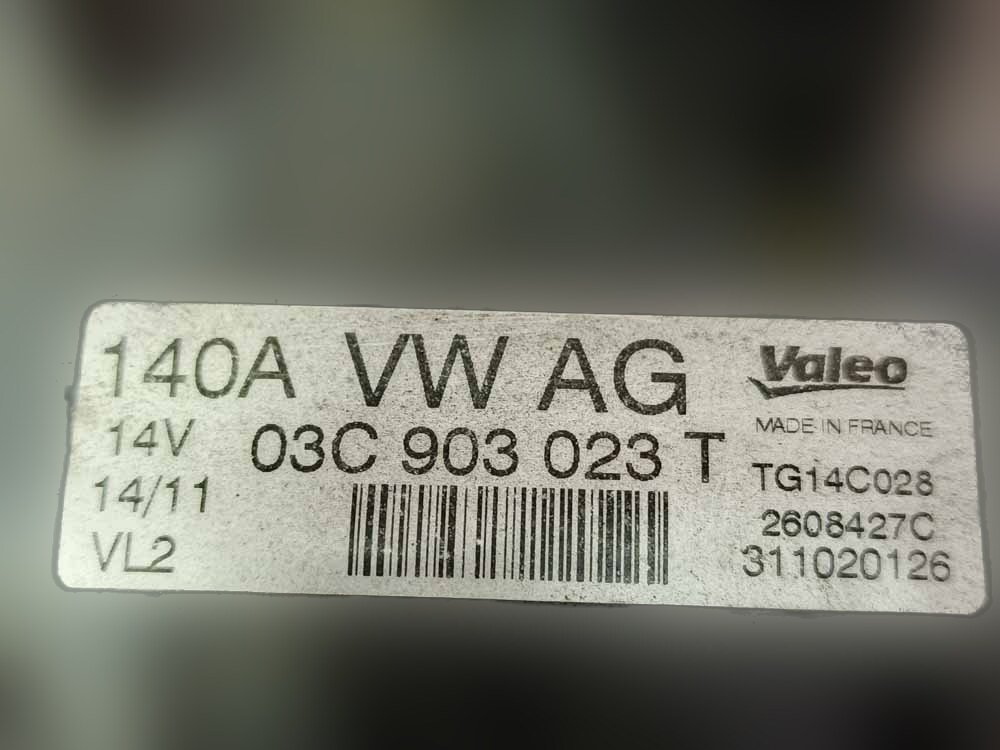 140A VW AG
14V 03C 903 023 T
14/11
VL2
Valeo
MADE IN FRANCE
TG14C028
2608427C
311020126